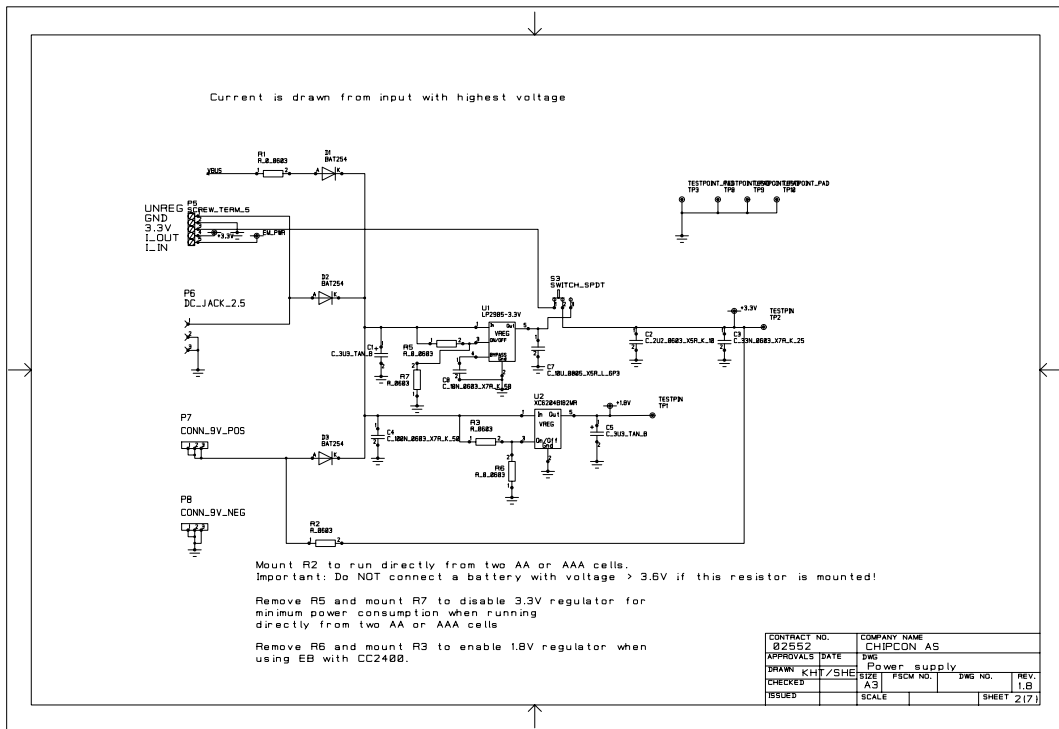 Current is drawn from input with highest voltage
R1
R_0_0603
D1
BAT254
VBUS
UNREG
GND
3.3V
I_OUT
I_IN
P5
SCREW_TERM_5
+3.3V
EM_PWR
TP3
TP8
TP9
TP10
P6
DC_JACK_2.5
D2
BAT254
S3
SWITCH_SPDT
U1
LP2985-3.3V
In Out
VREG
ON/OFF
BYPASS
Gnd
C1
C_3U3_TAN_B
R5
R_0_0603
R7
R_0603
C8
C7
+3.3V
TESTPIN
TP2
C2
C_2U2_0603_X5R_K_10
C3
C_33N_0603_X7R_K_25
P7
CONN_9V_POS
D3
BAT254
C4
C_100N_0603_X7R_K_50
R3
R_0603
U2
XC6204B182MR
In Out
VREG
On/Off
Gnd
R6
R_0_0603
+1.8V
TESTPIN
TP1
C5
C_3U3_TAN_B
P8
CONN_9V_NEG
R2
R_0603
Mount R2 to run directly from two AA or AAA cells.
Important: Do NOT connect a battery with voltage > 3.6V if this resistor is mounted!
Remove R5 and mount R7 to disable 3.3V regulator for
minimum power consumption when running
directly from two AA or AAA cells
Remove R6 and mount R3 to enable 1.8V regulator when
using EB with CC2400.
CONTRACT NO.
02552
COMPANY NAME
CHIPCON AS
APPROVALS DATE
DWG
Power supply
DRAWN KHT/SHE
SIZE
A3
FSCM NO.
DWG NO.
REV.
1.8
CHECKED
ISSUED
SCALE
SHEET 2(7)